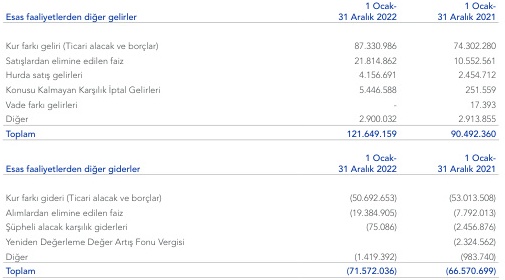 1 Ocak- 1 Ocak-
Esas faaliyetlerden diğer gelirler 31 Aralık 2022 31 Aralık 2021
Kur farkı geliri (Ticari alacak ve borçlar) 87.330.986 74.302.280
Satışlardan elimine edilen faiz 21.814.862 10.552.561
Hurda satış gelirleri 4.156.691 2.454.712
Konusu Kalmayan Karşılık İptal Gelirleri 5.446.588 251.559
Vade farkı gelirleri - 17.393
Diğer 2.900.032 2.913.855
Toplam 121.649.159 90.492.360
1 Ocak- 1 Ocak-
Esas faaliyetlerden diğer giderler 31 Aralık 2022 31 Aralık 2021
Kur farkı gideri (Ticari alacak ve borçlar) (50.692.653) (53.013.508)
Alımlardan elimine edilen faiz (19.384.905) (7.792.013)
Şüpheli alacak karşılık giderleri (75.086) (2.456.876)
Yeniden Değerleme Değer Artış Fonu Vergisi (2.324.562)
Diğer (1.419.392) (983.740)
Toplam (71.572.036) (66.570.699)